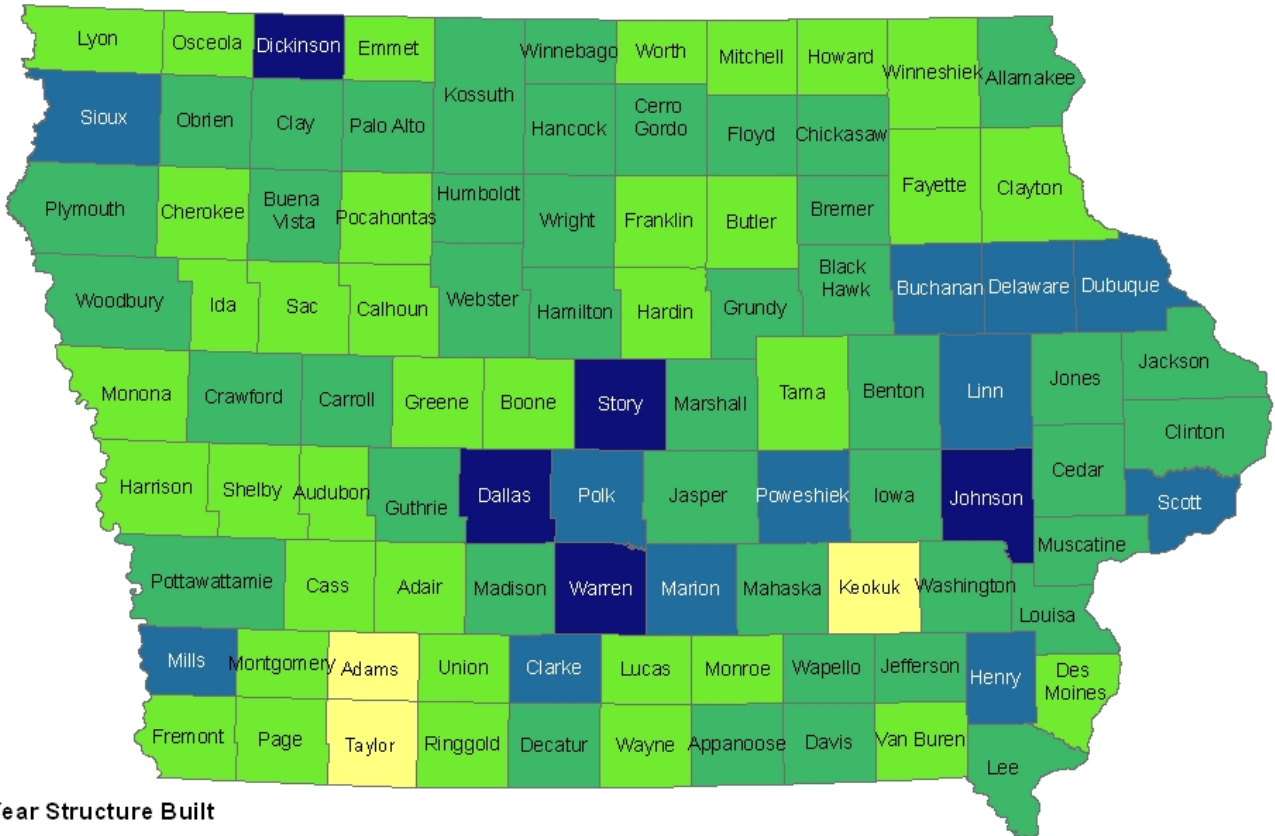 Lyon
Osceola
Dickinson
Emmet
Kossuth
Winnebago
Worth
Mitchell
Howard
Winneshiek
Allamakee
Sioux
Obrien
Clay
Palo Alto
Hancock
Cerro
Gordo
Floyd
Chickasaw
Plymouth
Cherokee
Buena
Vista
Pocahontas
Humboldt
Wright
Franklin
Butler
Bremer
Fayette
Clayton
Woodbury
Ida
Sac
Calhoun
Webster
Hamilton
Hardin
Grundy
Black
Hawk
Buchanan
Delaware
Dubuque
Monona
Crawford
Carroll
Greene
Boone
Story
Marshall
Tama
Benton
Linn
Jones
Jackson
Clinton
Harrison
Shelby
Audubon
Guthrie
Dallas
Polk
Jasper
Poweshiek
Iowa
Johnson
Cedar
Scott
Muscatine
Pottawattamie
Cass
Adair
Madison
Warren
Marion
Mahaska
Keokuk
Washington
Louisa
Mills
Montgomery
Adams
Union
Clarke
Lucas
Monroe
Wapello
Jefferson
Henry
Des
Moines
Fremont
Page
Taylor
Ringgold
Decatur
Wayne
Appanoose
Davis
Van Buren
Lee
ear Structure Built